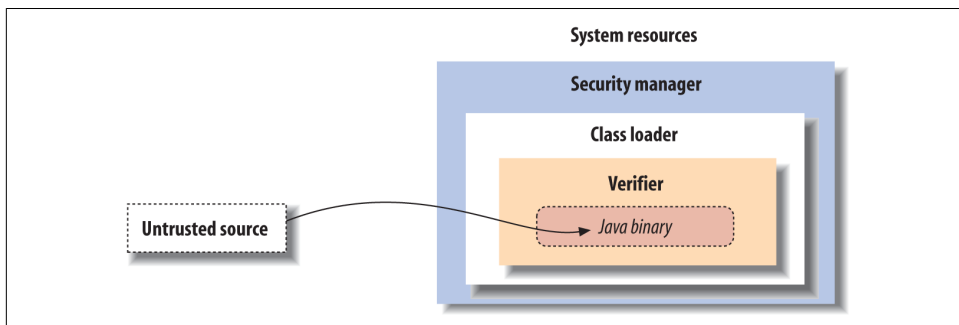 System resources
Security manager
Class loader
Verifier
Java binary
Untrusted source